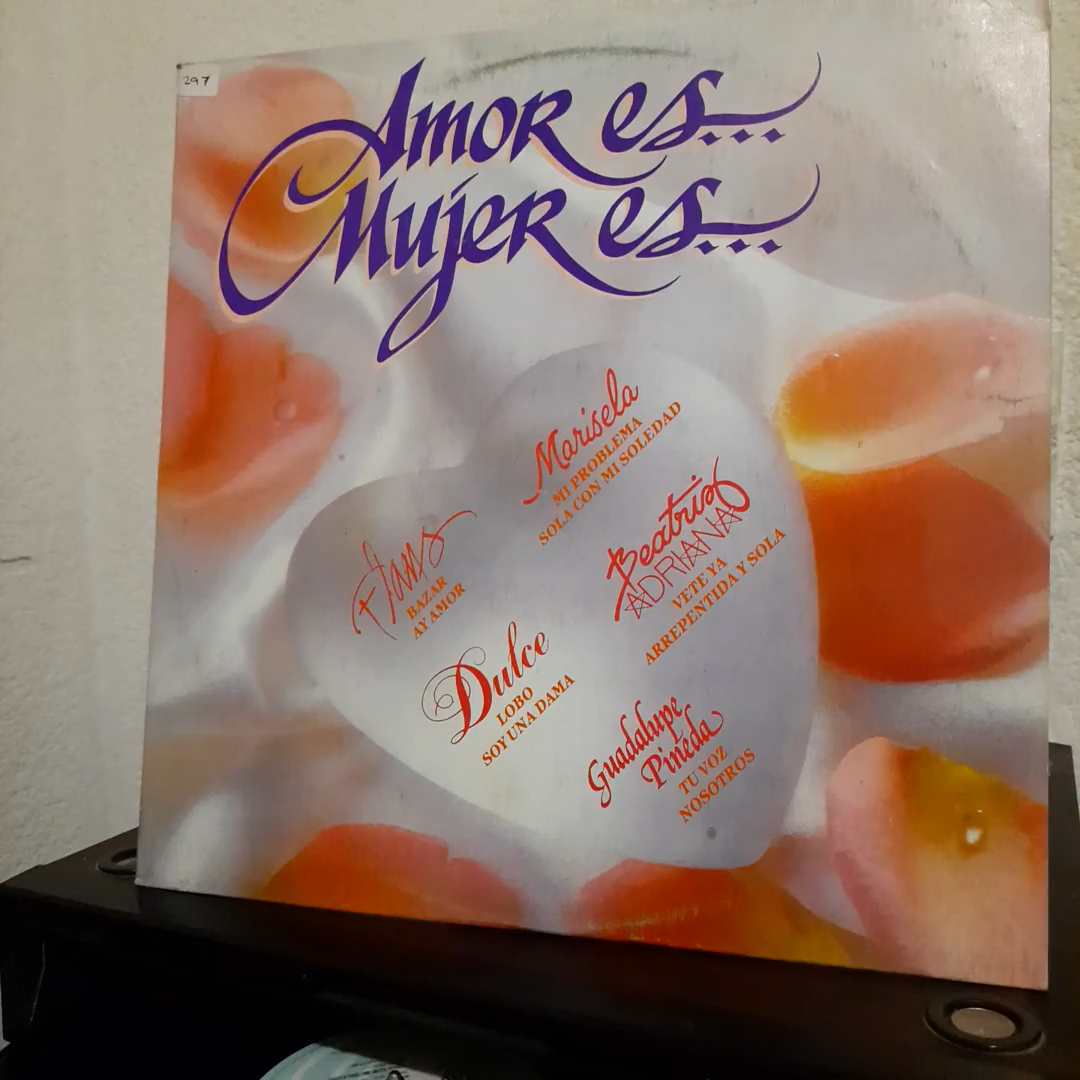 297
Amor es...
Mujer es...
Marisela
MI PROBLEMA
SOLA CON MI SOLEDAD
Beatriz
ADRIANA
VETE YA
ARREPENTIDA Y SOLA
Flans
BAZAR
AY AMOR
Dulce
LOBO
SOY UNA DAMA
Guadalupe
Pineda
TU VOZ
NOSOTROS